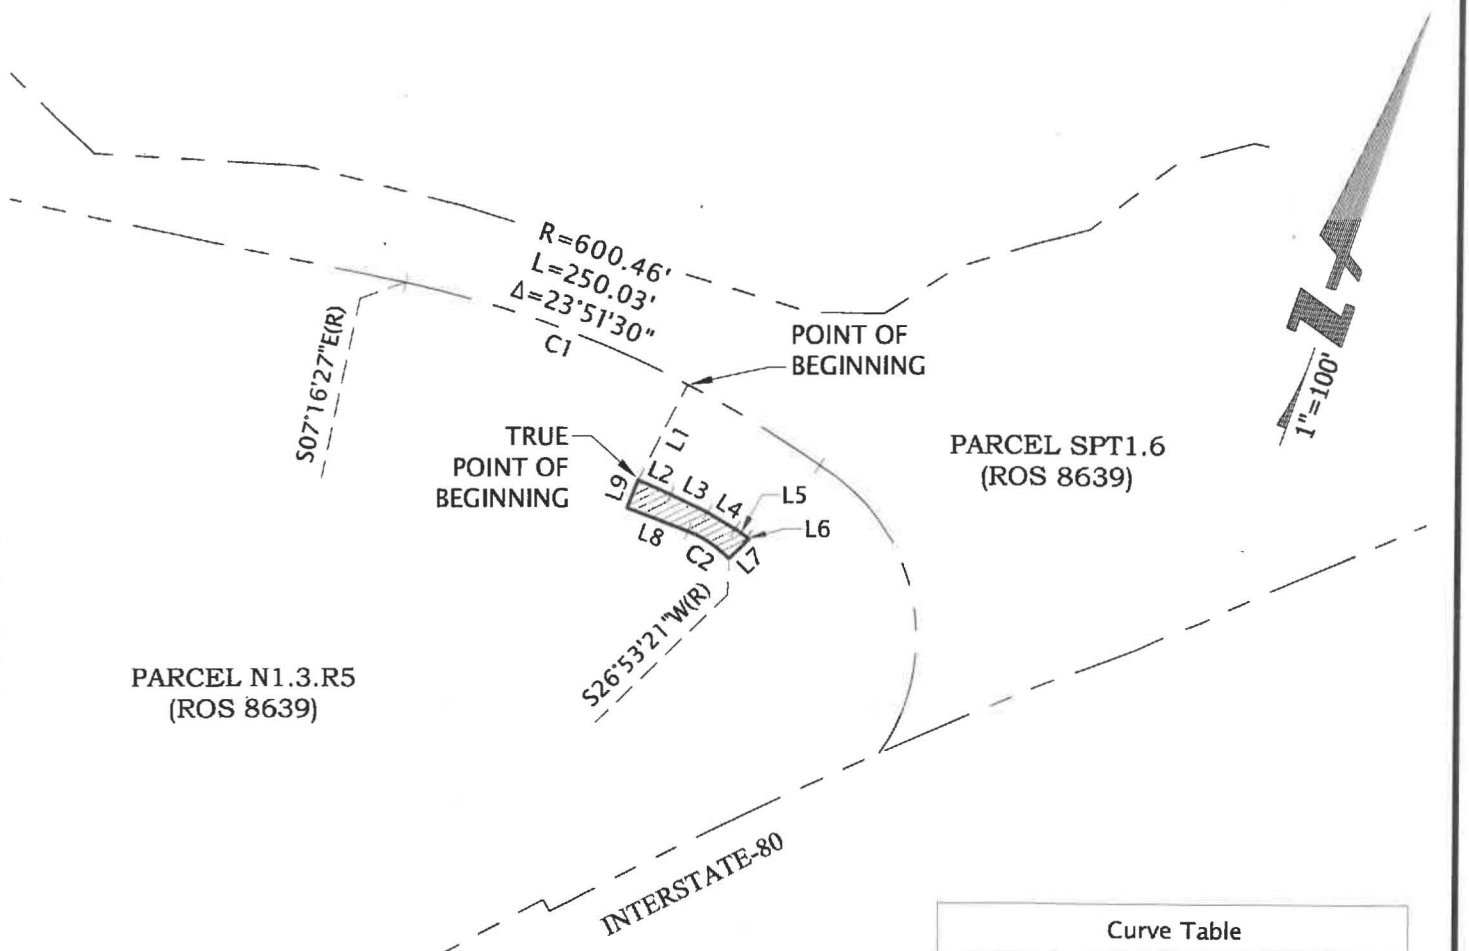 R=600.46'
L=250.03'
Δ=23°51'30"
C1
S07°16'27"E(R)
POINT OF
BEGINNING
L1
TRUE
POINT OF
BEGINNING
L2
L3
L4
L5
L6
L9
L8
C2
L7
PARCEL SPT1.6
(ROS 8639)
N
1"=100'
S26°53'21"W(R)
PARCEL N1.3.R5
(ROS 8639)
INTERSTATE-80
Curve Table